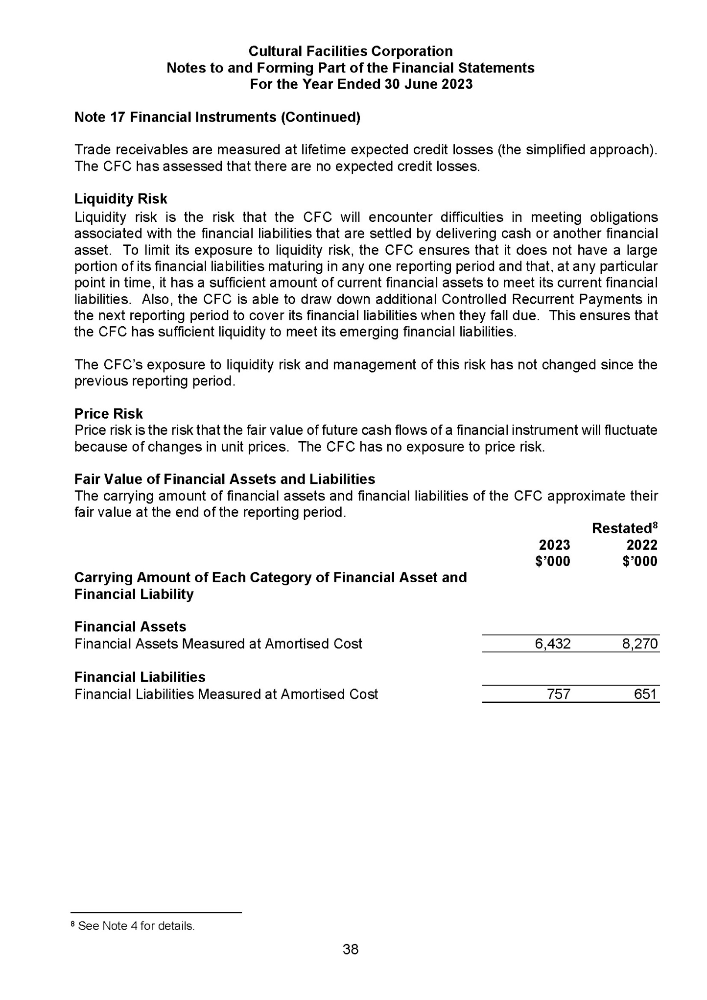 Cultural Facilities Corporation
Notes to and Forming Part of the Financial Statements
For the Year Ended 30 June 2023
Note 17 Financial Instruments (Continued)
Trade receivables are measured at lifetime expected credit losses (the simplified approach).
The CFC has assessed that there are no expected credit losses.
Liquidity Risk
Liquidity risk is the risk that the CFC will encounter difficulties in meeting obligations
associated with the financial liabilities that are settled by delivering cash or another financial
asset. To limit its exposure to liquidity risk, the CFC ensures that it does not have a large
portion of its financial liabilities maturing in any one reporting period and that, at any particular
point in time, it has a sufficient amount of current financial assets to meet its current financial
liabilities. Also, the CFC is able to draw down additional Controlled Recurrent Payments in
the next reporting period to cover its financial liabilities when they fall due. This ensures that
the CFC has sufficient liquidity to meet its emerging financial liabilities.
The CFC’s exposure to liquidity risk and management of this risk has not changed since the
previous reporting period.
Price Risk
Price risk is the risk that the fair value of future cash flows of a financial instrument will fluctuate
because of changes in unit prices. The CFC has no exposure to price risk.
Fair Value of Financial Assets and Liabilities
The carrying amount of financial assets and financial liabilities of the CFC approximate their
fair value at the end of the reporting period.
Restated⁸
2023 2022
$’000 $’000
Carrying Amount of Each Category of Financial Asset and
Financial Liability
Financial Assets
Financial Assets Measured at Amortised Cost 6,432 8,270
Financial Liabilities
Financial Liabilities Measured at Amortised Cost 757 651
⁸ See Note 4 for details.
38